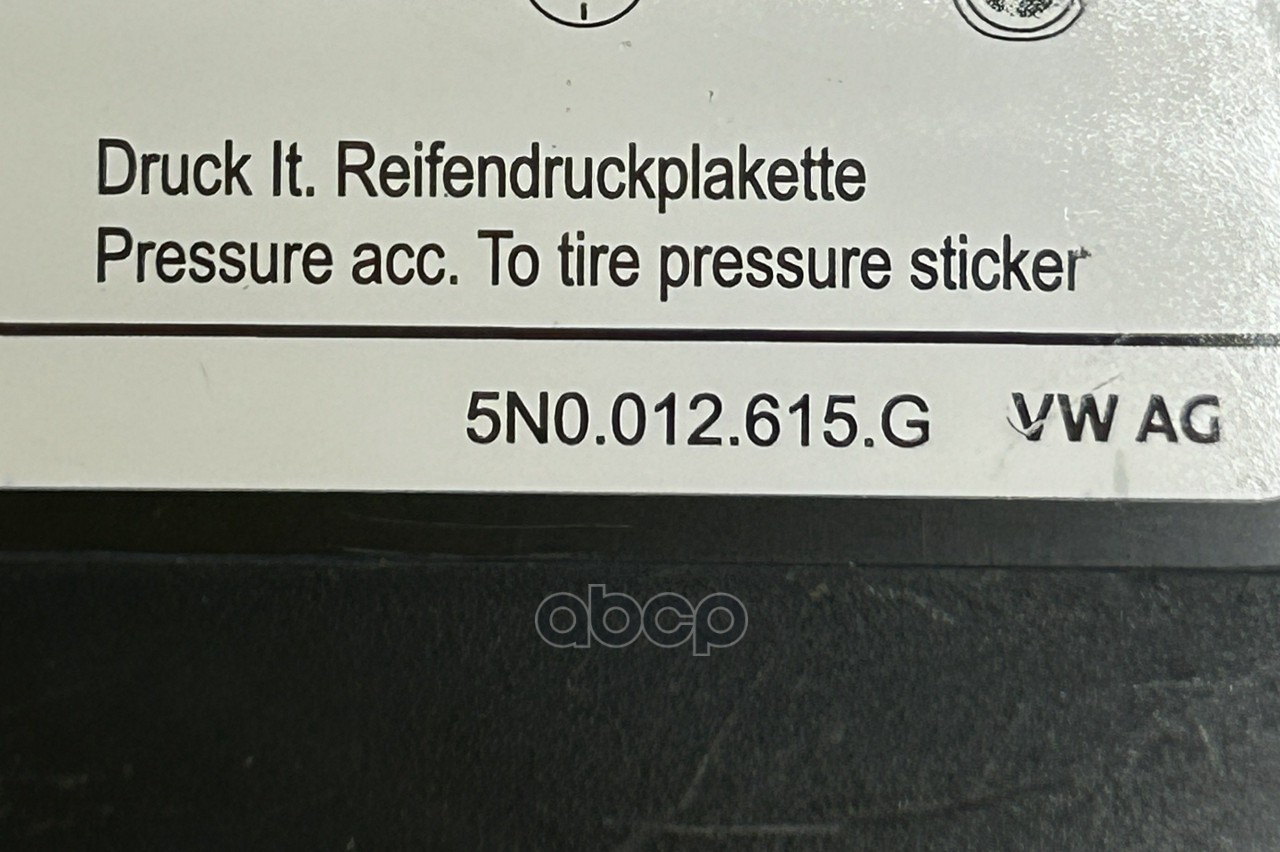 Druck lt. Reifendruckplakette
Pressure acc. To tire pressure sticker
5N0.012.615.G VW AG
abcp